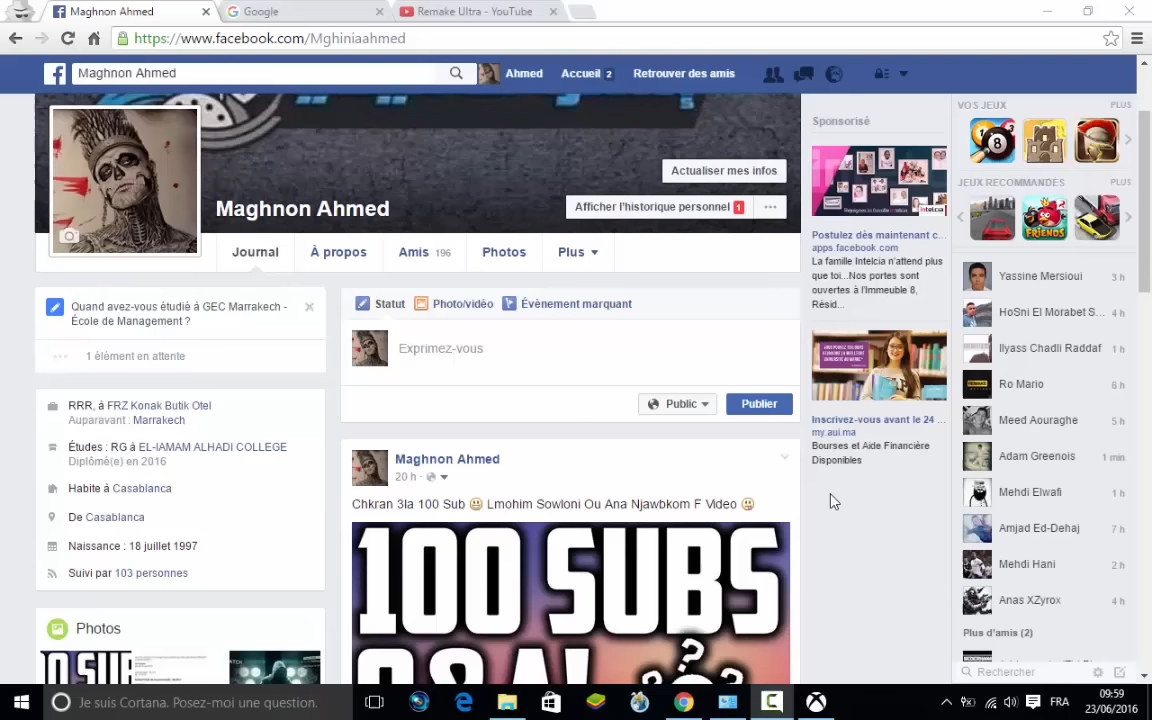 Maghnon Ahmed
Google
Remake Ultra - YouTube
https://www.facebook.com/Mghiniaahmed
Maghnon Ahmed
Ahmed
Accueil 2
Retrouver des amis
Actualiser mes infos
Maghnon Ahmed
Afficher l'historique personnel 1
Journal
À propos
Amis 196
Photos
Plus
Quand avez-vous étudié à GEC Marrakech -
École de Management ?
1 élément en attente
RRR, à FRZ Konak Butik Otel
Auparavant : Marrakech
Études : RG à EL-IAMAM ALHADI COLLEGE
Diplômé(e) en 2016
Habite à Casablanca
De Casablanca
Naissance : 18 juillet 1997
Suivi par 103 personnes
Photos
Statut
Photo/vidéo
Évènement marquant
Exprimez-vous
Public
Publier
Maghnon Ahmed
20 h
Chkran 3la 100 Sub Lmohim Sowloni Ou Ana Njawbkom F Video
100 SUBS
Sponsorisé
intelcia
Postulez dès maintenant c...
apps.facebook.com
La famille Intelcia n'attend plus
que toi...Nos portes sont
ouvertes à l'Immeuble 8,
Résid...
Inscrivez-vous avant le 24 ...
my.aui.ma
Bourses et Aide Financière
Disponibles
VOS JEUX
PLUS
8
JEUX RECOMMANDÉS
PLUS
FRIENDS
Yassine Mersioui 3 h
HoSni El Morabet S... 4 h
Ilyass Chadli Raddaf 1 h
Ro Mario 6 h
Meed Aouraghe 5 h
Adam Greenois 1 min
Mehdi Elwafi 1 h
Amjad Ed-Dehaj 7 h
Mehdi Hani 2 h
Anas XZyrox 4 h
Plus d'amis (2)
Rechercher
Je suis Cortana. Posez-moi une question.
FRA
09:59
23/06/2016